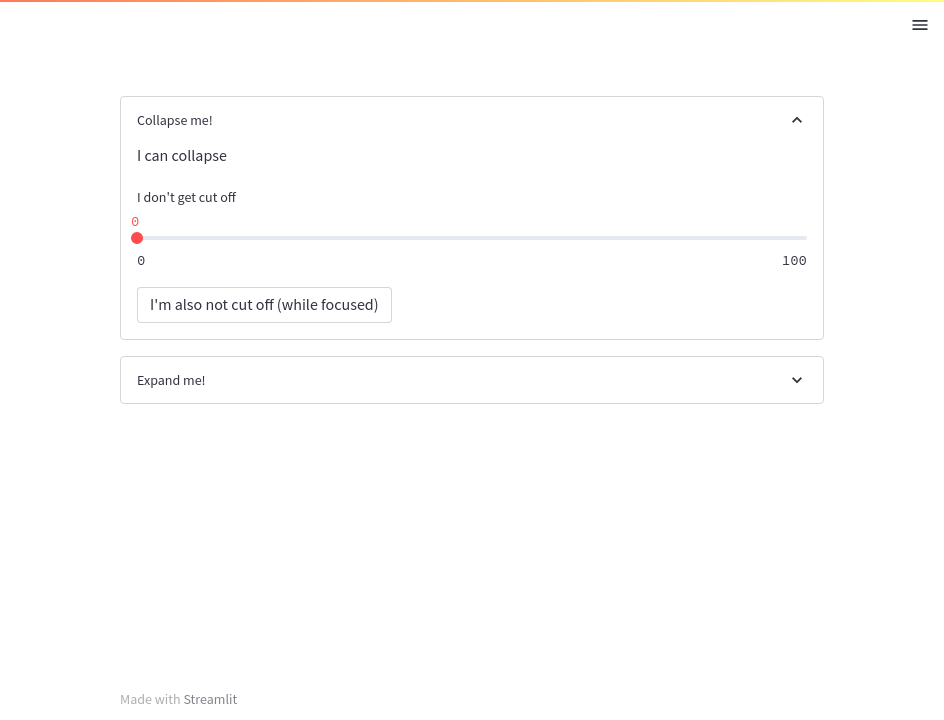 Collapse me!
I can collapse
I don't get cut off
0
0 100
I'm also not cut off (while focused)
Expand me!
Made with Streamlit